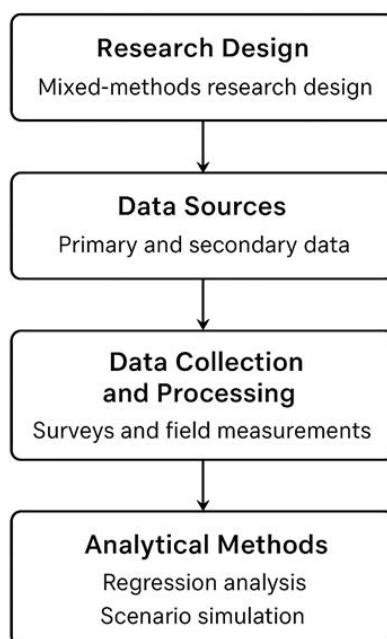 Research Design
Mixed-methods research design
Data Sources
Primary and secondary data
Data Collection
and Processing
Surveys and field measurements
Analytical Methods
Regression analysis
Scenario simulation